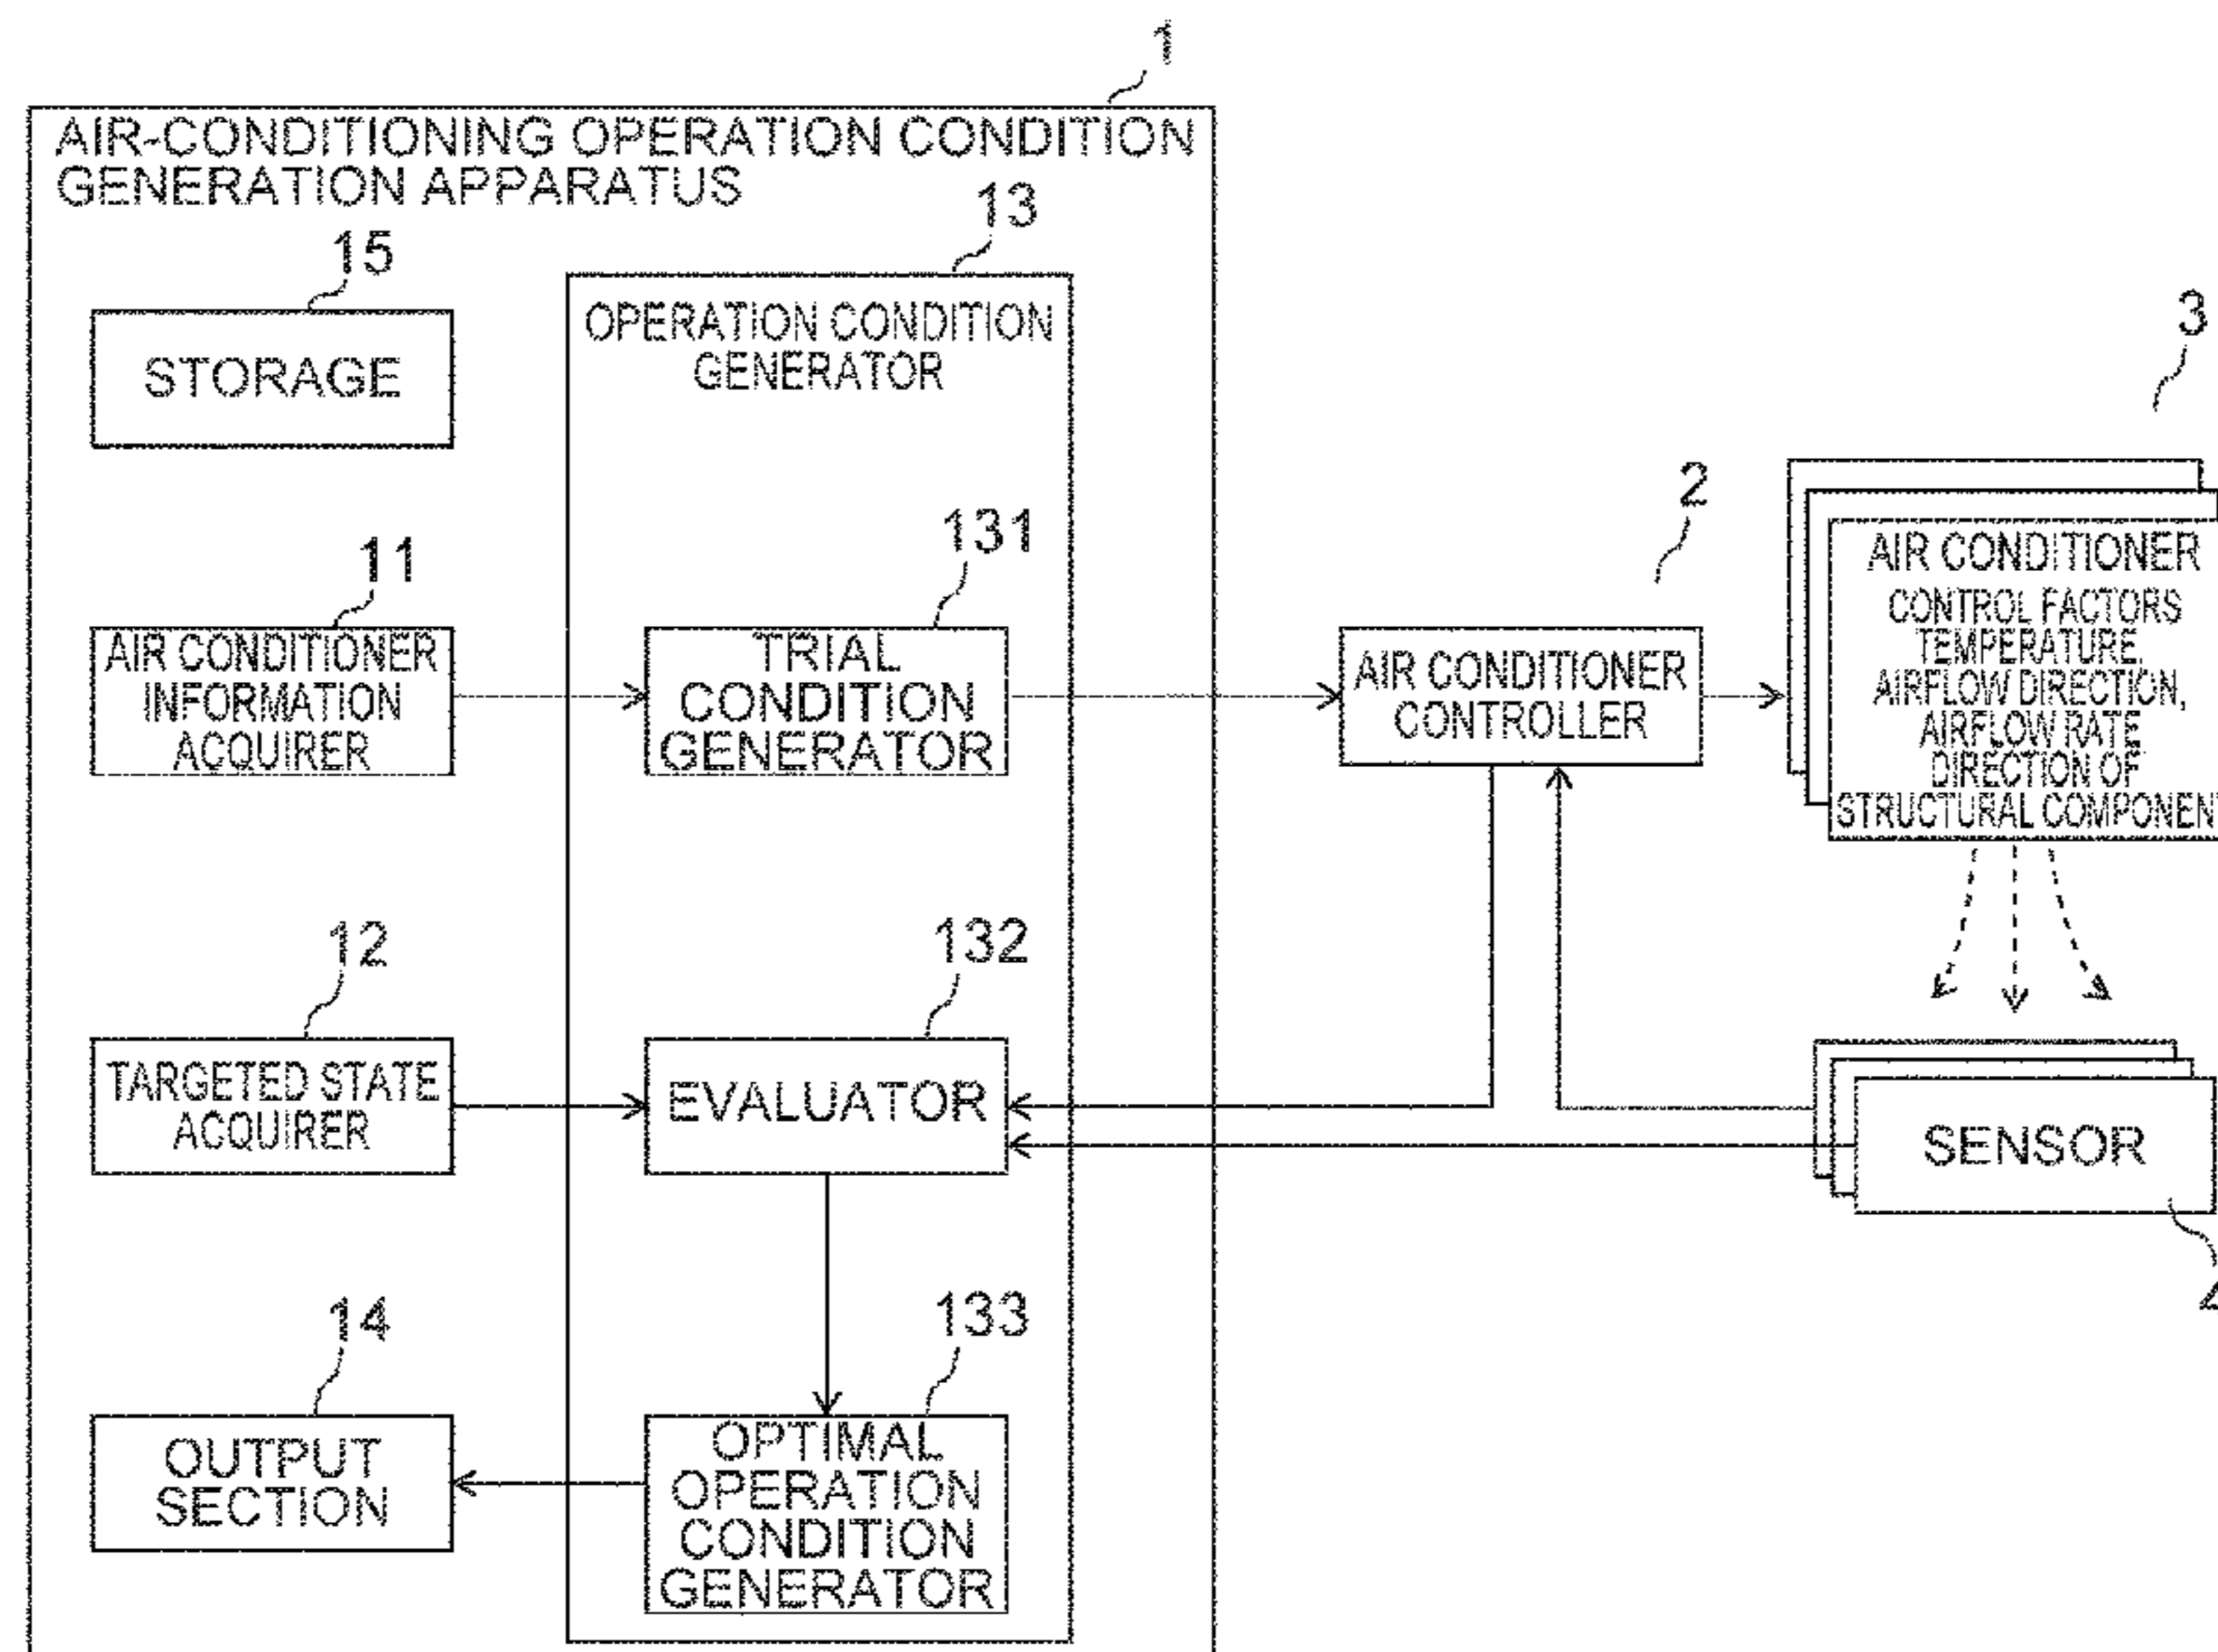 1
AIR-CONDITIONING OPERATION CONDITION
GENERATION APPARATUS
13
15
OPERATION CONDITION
GENERATOR
STORAGE
3
2
131
11
AIR CONDITIONER
CONTROL FACTORS
TEMPERATURE,
AIRFLOW DIRECTION,
AIRFLOW RATE
DIRECTION OF
STRUCTURAL COMPONENT
AIR CONDITIONER
INFORMATION
ACQUIRER
TRIAL
CONDITION
GENERATOR
AIR CONDITIONER
CONTROLLER
12
132
TARGETED STATE
ACQUIRER
EVALUATOR
SENSOR
14
133
OUTPUT
SECTION
OPTIMAL
OPERATION
CONDITION
GENERATOR